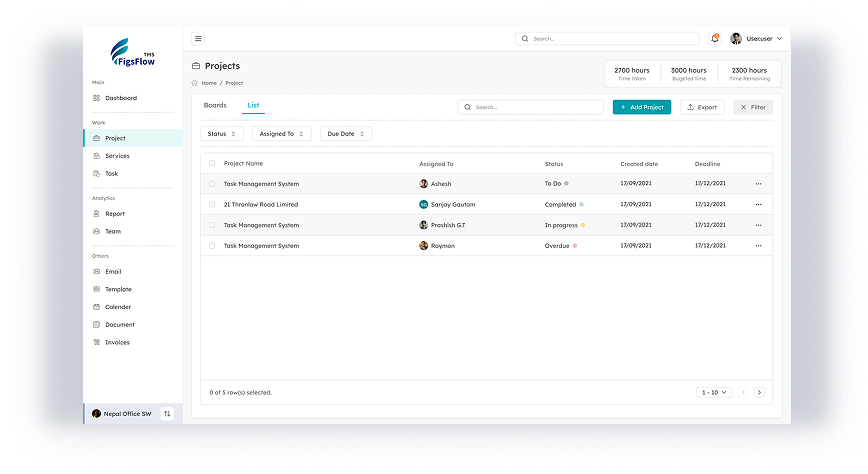 TMS
FigsFlow
Main
Dashboard
Work
Project
Services
Task
Analytics
Report
Team
Others
Email
Template
Calender
Document
Invoices
Nepal Office SW
Search...
User.user
Projects
Home / Project
2700 hours
Time taken
3000 hours
Bugeted time
2300 hours
Time Remaining
Boards List
Search...
+ Add Project
Export
Filter
Status
Assigned To
Due Date
Project Name Assigned To Status Created date Deadline
Task Management System Ashesh To Do 17/09/2021 17/12/2021 ...
21 Thronlow Road Limited SG Sanjay Gautam Completed 17/09/2021 17/12/2021 ...
Task Management System Prashish G.T In progress 17/09/2021 17/12/2021 ...
Task Management System Raymon Overdue 17/09/2021 17/12/2021 ...
0 of 5 row(s) selected.
1 - 10